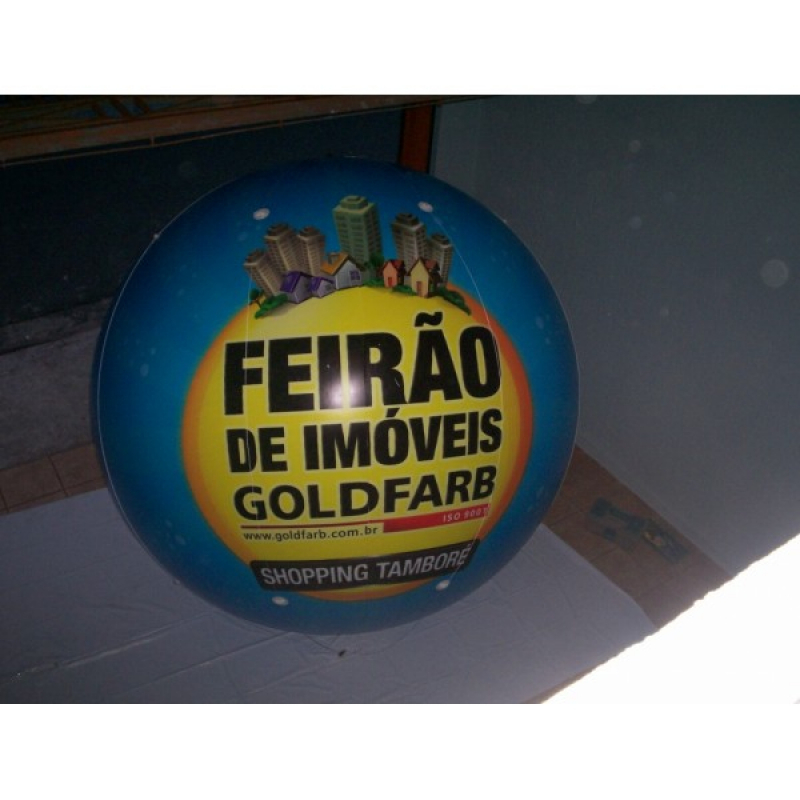 FEIRÃO
DE IMÓVEIS
GOLDFARB
www.goldfarb.com.br ISO 9001
SHOPPING TAMBORÉ